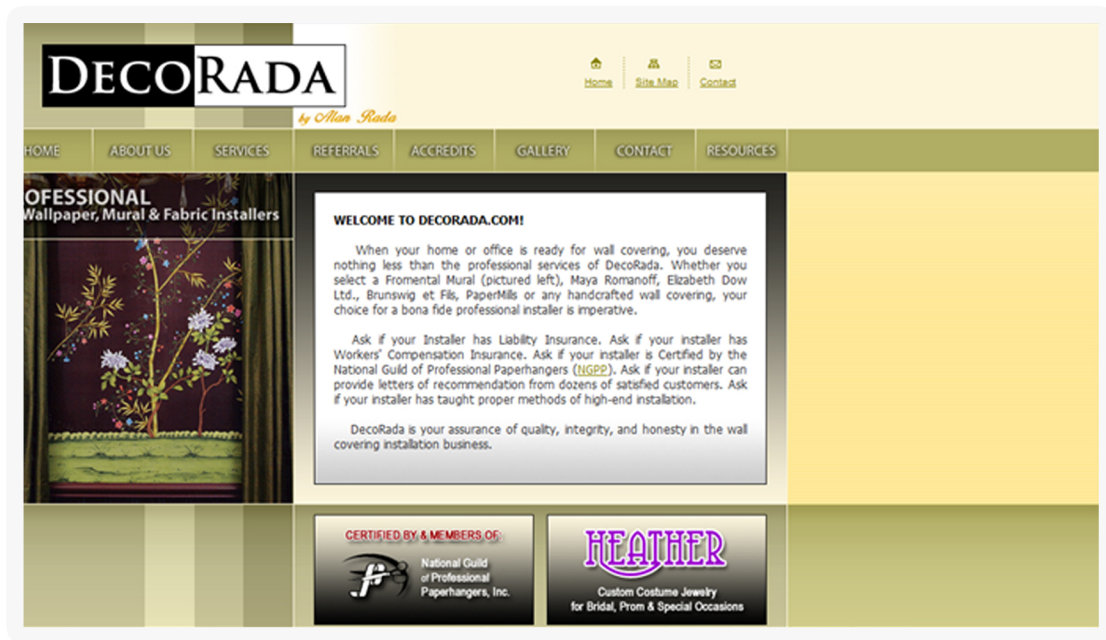 DECORADA
by Alan Rada
Home
Site Map
Contact
HOME
ABOUT US
SERVICES
REFERRALS
ACCREDITS
GALLERY
CONTACT
RESOURCES
OFESSIONAL
Wallpaper, Mural & Fabric Installers
WELCOME TO DECORADA.COM!
When your home or office is ready for wall covering, you deserve
nothing less than the professional services of DecoRada. Whether you
select a Fromental Mural (pictured left), Maya Romanoff, Elizabeth Dow
Ltd., Brunswig et Fils, PaperMills or any handcrafted wall covering, your
choice for a bona fide professional installer is imperative.
Ask if your Installer has Liability Insurance. Ask if your installer has
Workers' Compensation Insurance. Ask if your installer is Certified by the
National Guild of Professional Paperhangers (NGPP). Ask if your installer can
provide letters of recommendation from dozens of satisfied customers. Ask
if your installer has taught proper methods of high-end installation.
DecoRada is your assurance of quality, integrity, and honesty in the wall
covering installation business.
CERTIFIED BY & MEMBERS OF:
National Guild
of Professional
Paperhangers, Inc.
HEATHER
Custom Costume Jewelry
for Bridal, Prom & Special Occasions